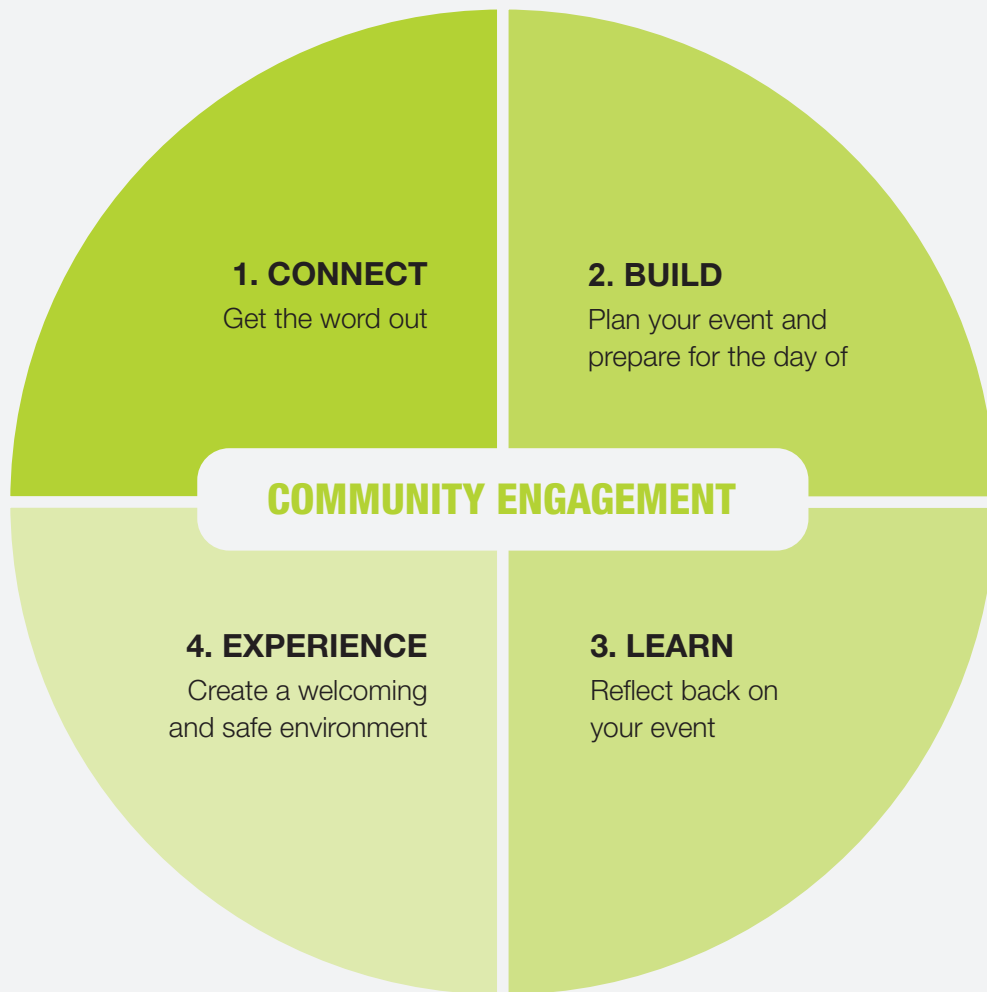 1. CONNECT
Get the word out
2. BUILD
Plan your event and
prepare for the day of
COMMUNITY ENGAGEMENT
4. EXPERIENCE
Create a welcoming
and safe environment
3. LEARN
Reflect back on
your event